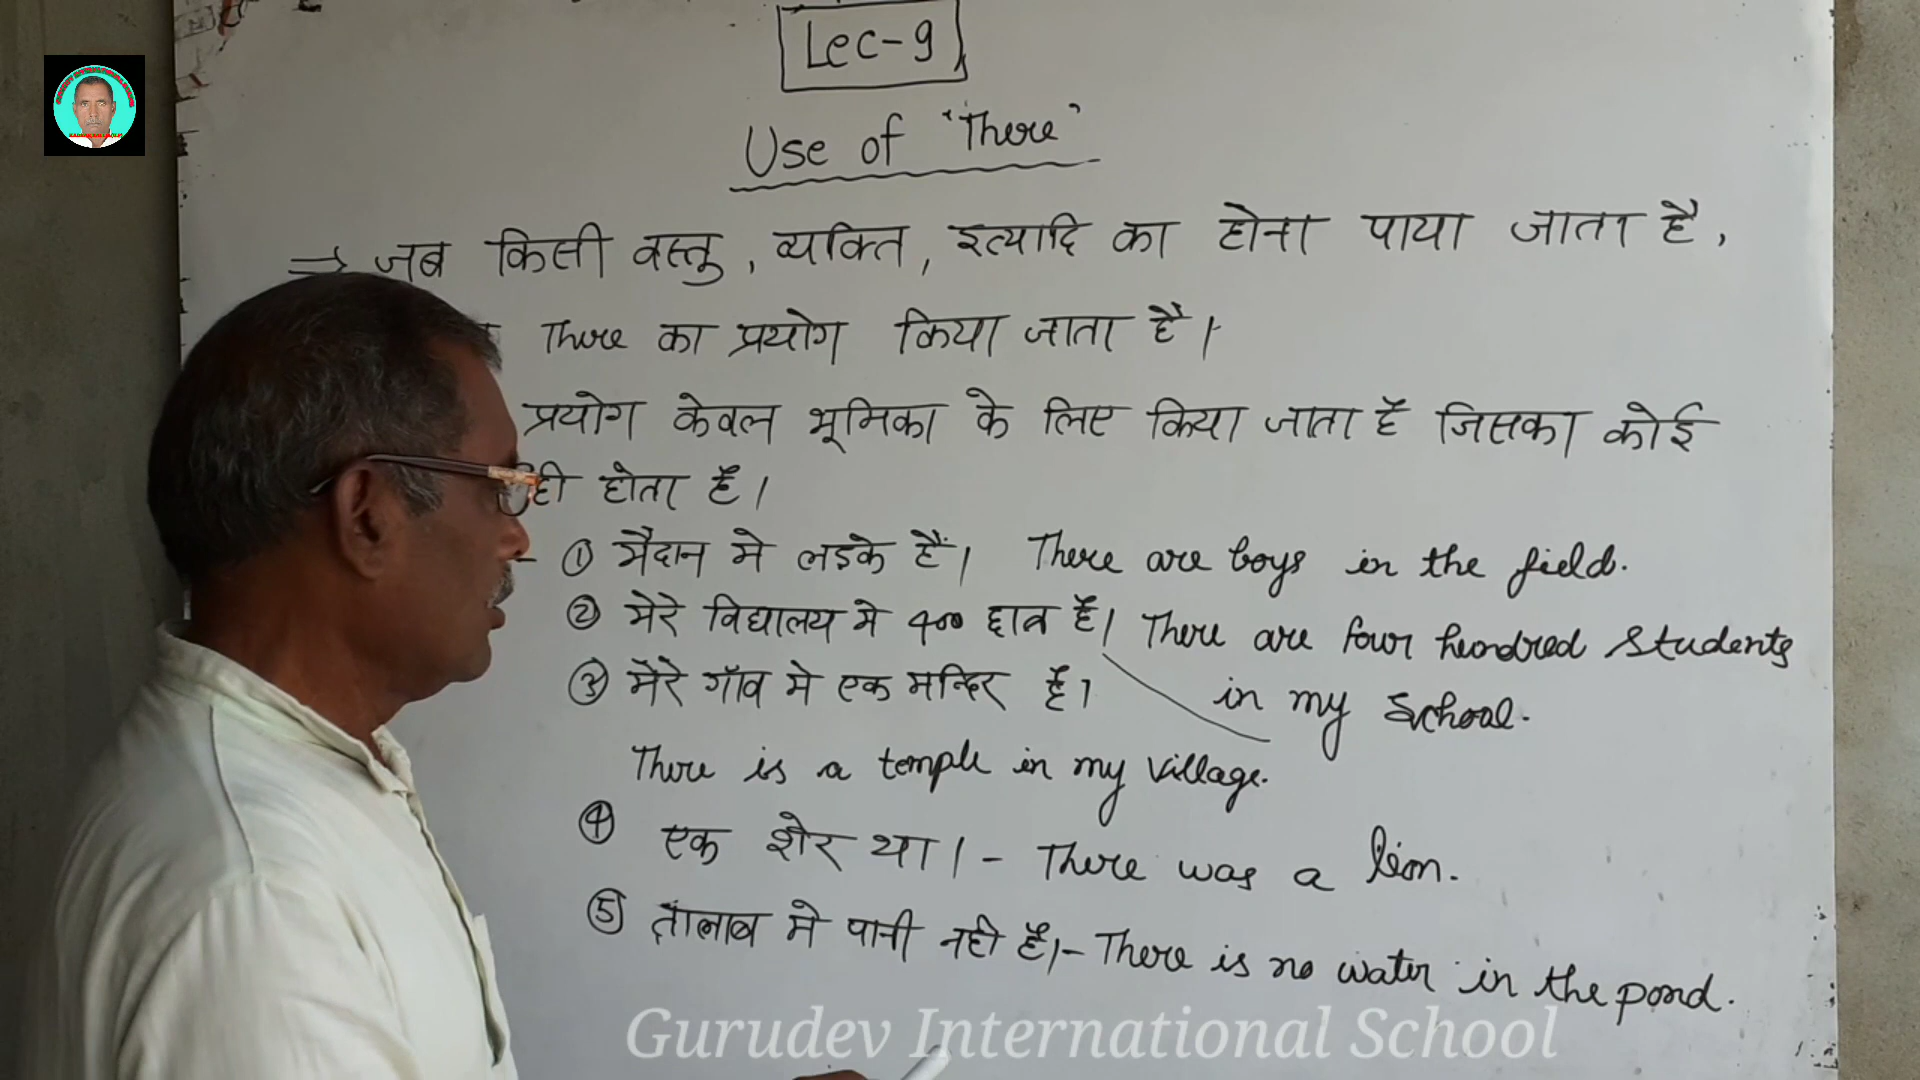 Lec-9
Use of "There"
⇒ जब किसी वस्तु, व्यक्ति, इत्यादि का होना पाया जाता है,
There का प्रयोग किया जाता है।
प्रयोग केवल भूमिका के लिए किया जाता है जिसका कोई
होता है।
① मैदान मे लड़के हैं। There are boys in the field.
② मेरे विद्यालय मे 400 छात्र हैं। There are four hundred students
in my school.
③ मेरे गॉव मे एक मन्दिर है।
There is a temple in my village.
④ एक शेर था। - There was a lion.
⑤ तालाब मे पानी नही है। - There is no water in the pond.
Gurudev International School